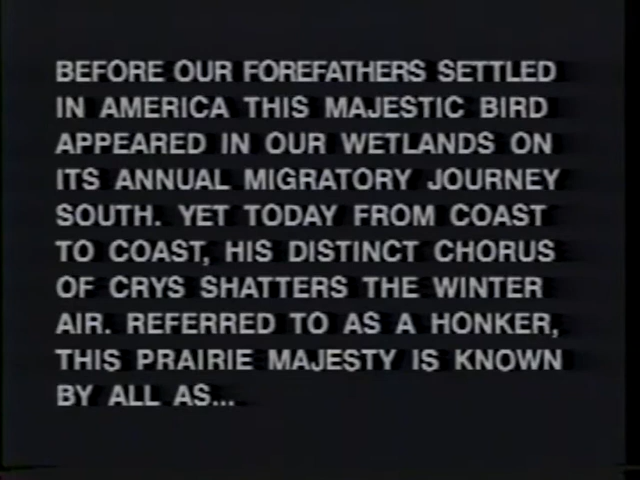 BEFORE OUR FOREFATHERS SETTLED
IN AMERICA THIS MAJESTIC BIRD
APPEARED IN OUR WETLANDS ON
ITS ANNUAL MIGRATORY JOURNEY
SOUTH. YET TODAY FROM COAST
TO COAST, HIS DISTINCT CHORUS
OF CRYS SHATTERS THE WINTER
AIR. REFERRED TO AS A HONKER,
THIS PRAIRIE MAJESTY IS KNOWN
BY ALL AS...